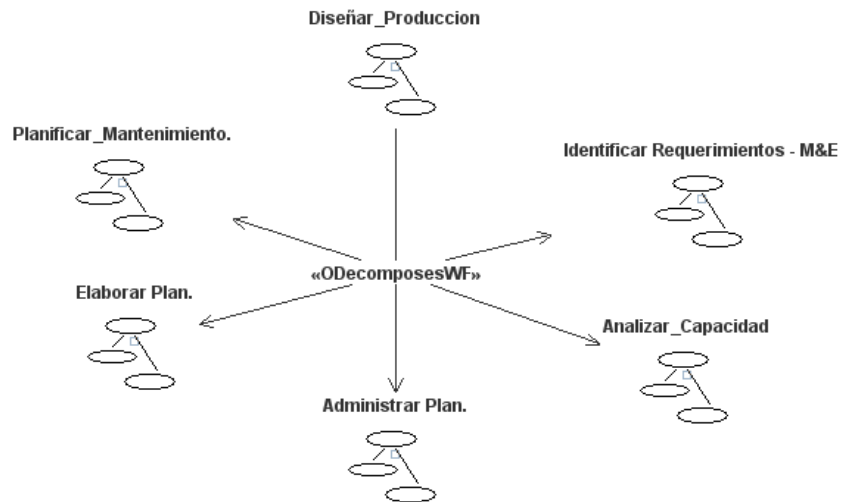 Diseñar_Produccion
Planificar_Mantenimiento.
Identificar Requerimientos - M&E
«ODecomposesWF»
Elaborar Plan.
Analizar_Capacidad
Administrar Plan.